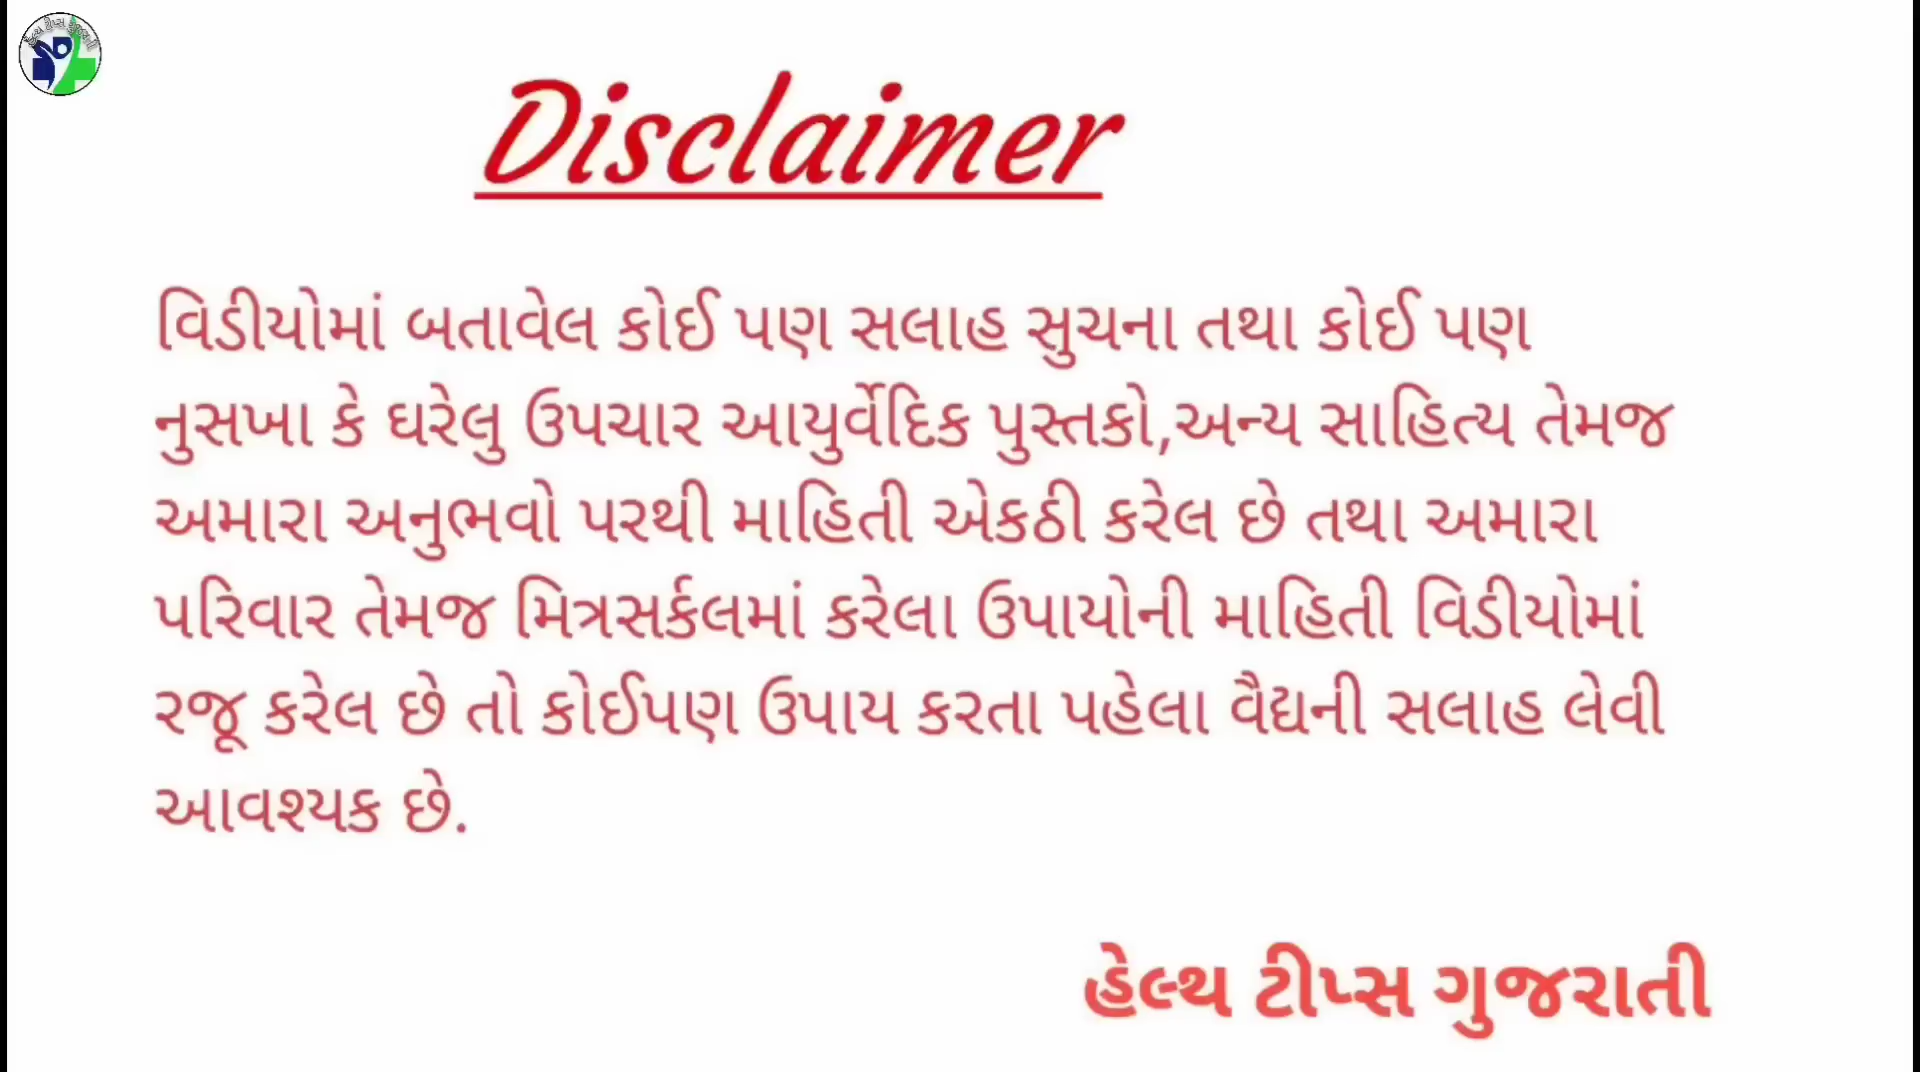 હેલ્થ ટીપ્સ ગુજરાતી
Disclaimer
વિડીયોમાં બતાવેલ કોઈ પણ સલાહ સુચના તથા કોઈ પણ
નુસખા કે ઘરેલુ ઉપચાર આયુર્વેદિક પુસ્તકો,અન્ય સાહિત્ય તેમજ
અમારા અનુભવો પરથી માહિતી એકઠી કરેલ છે તથા અમારા
પરિવાર તેમજ મિત્રસર્કલમાં કરેલા ઉપાયોની માહિતી વિડીયોમાં
રજૂ કરેલ છે તો કોઈપણ ઉપાય કરતા પહેલા વૈદ્યની સલાહ લેવી
આવશ્યક છે.
હેલ્થ ટીપ્સ ગુજરાતી